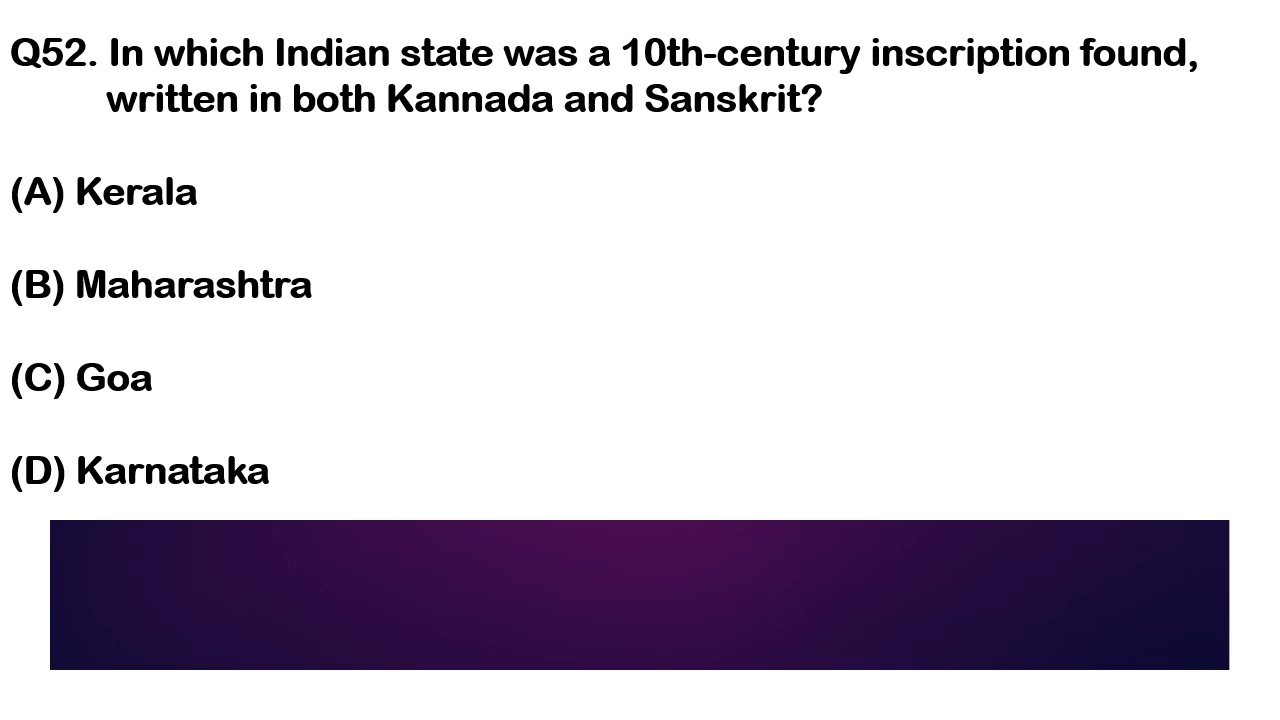 Q52. In which Indian state was a 10th-century inscription found,
written in both Kannada and Sanskrit?
(A) Kerala
(B) Maharashtra
(C) Goa
(D) Karnataka